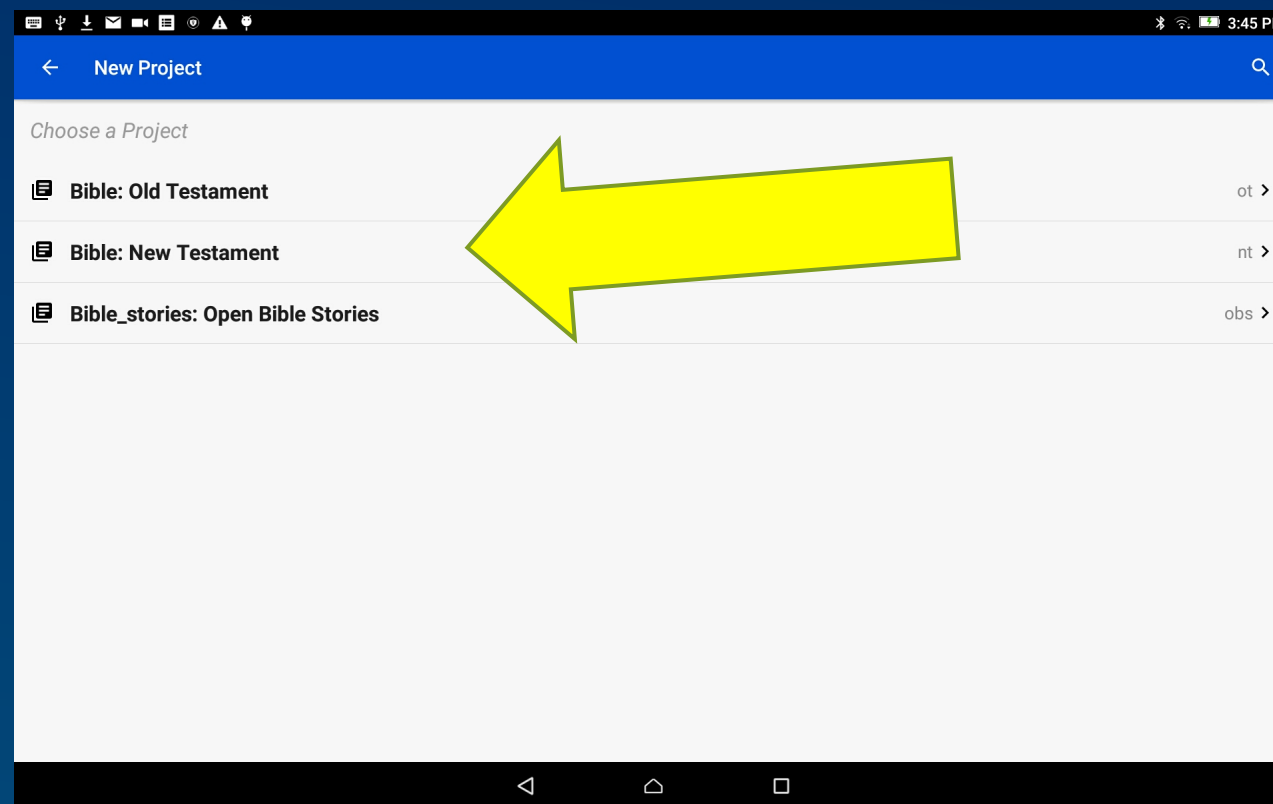 3:45 P
New Project
Choose a Project
Bible: Old Testament ot
Bible: New Testament nt
Bible_stories: Open Bible Stories obs